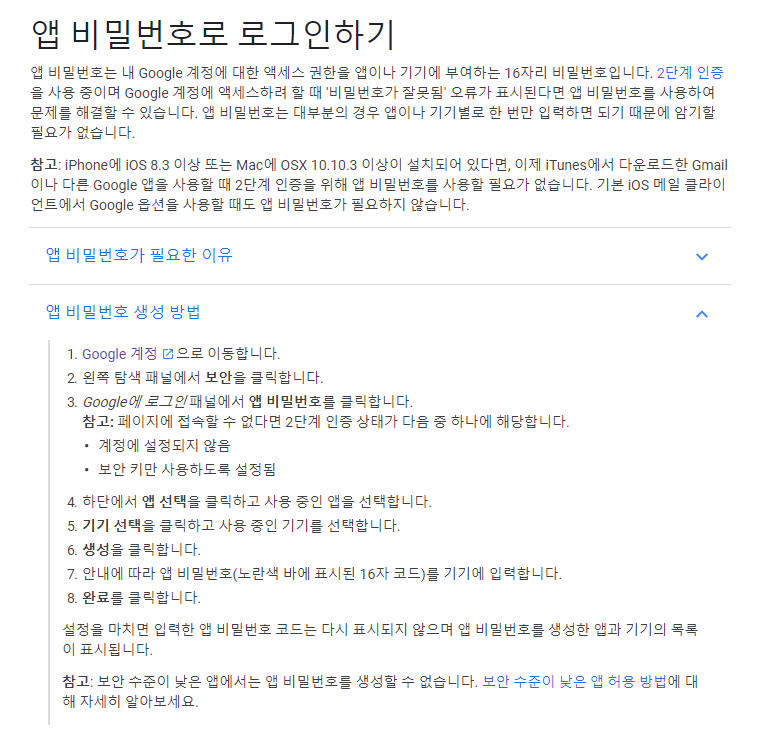 앱 비밀번호로 로그인하기
앱 비밀번호는 내 Google 계정에 대한 액세스 권한을 앱이나 기기에 부여하는 16자리 비밀번호입니다. 2단계 인증
을 사용 중이며 Google 계정에 액세스하려 할 때 '비밀번호가 잘못됨' 오류가 표시된다면 앱 비밀번호를 사용하여
문제를 해결할 수 있습니다. 앱 비밀번호는 대부분의 경우 앱이나 기기별로 한 번만 입력하면 되기 때문에 암기할
필요가 없습니다.
참고: iPhone에 iOS 8.3 이상 또는 Mac에 OSX 10.10.3 이상이 설치되어 있다면, 이제 iTunes에서 다운로드한 Gmail
이나 다른 Google 앱을 사용할 때 2단계 인증을 위해 앱 비밀번호를 사용할 필요가 없습니다. 기본 iOS 메일 클라이
언트에서 Google 옵션을 사용할 때도 앱 비밀번호가 필요하지 않습니다.
앱 비밀번호가 필요한 이유
앱 비밀번호 생성 방법
1. Google 계정 으로 이동합니다.
2. 왼쪽 탐색 패널에서 보안을 클릭합니다.
3. Google에 로그인 패널에서 앱 비밀번호를 클릭합니다.
참고: 페이지에 접속할 수 없다면 2단계 인증 상태가 다음 중 하나에 해당합니다.
• 계정에 설정되지 않음
• 보안 키만 사용하도록 설정됨
4. 하단에서 앱 선택을 클릭하고 사용 중인 앱을 선택합니다.
5. 기기 선택을 클릭하고 사용 중인 기기를 선택합니다.
6. 생성을 클릭합니다.
7. 안내에 따라 앱 비밀번호(노란색 바에 표시된 16자 코드)를 기기에 입력합니다.
8. 완료를 클릭합니다.
설정을 마치면 입력한 앱 비밀번호 코드는 다시 표시되지 않으며 앱 비밀번호를 생성한 앱과 기기의 목록
이 표시됩니다.
참고: 보안 수준이 낮은 앱에서는 앱 비밀번호를 생성할 수 없습니다. 보안 수준이 낮은 앱 허용 방법에 대
해 자세히 알아보세요.